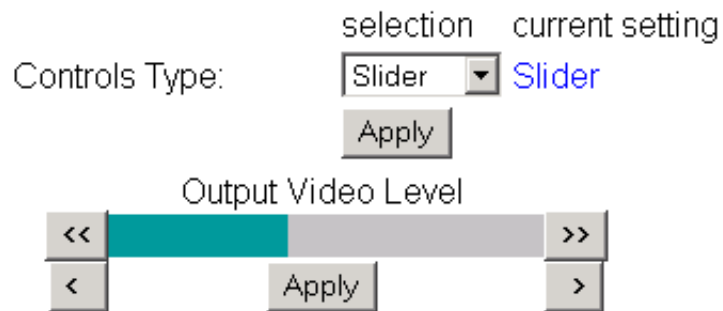 selection current setting
Controls Type: Slider Slider
Apply
Output Video Level
<< >>
< Apply >